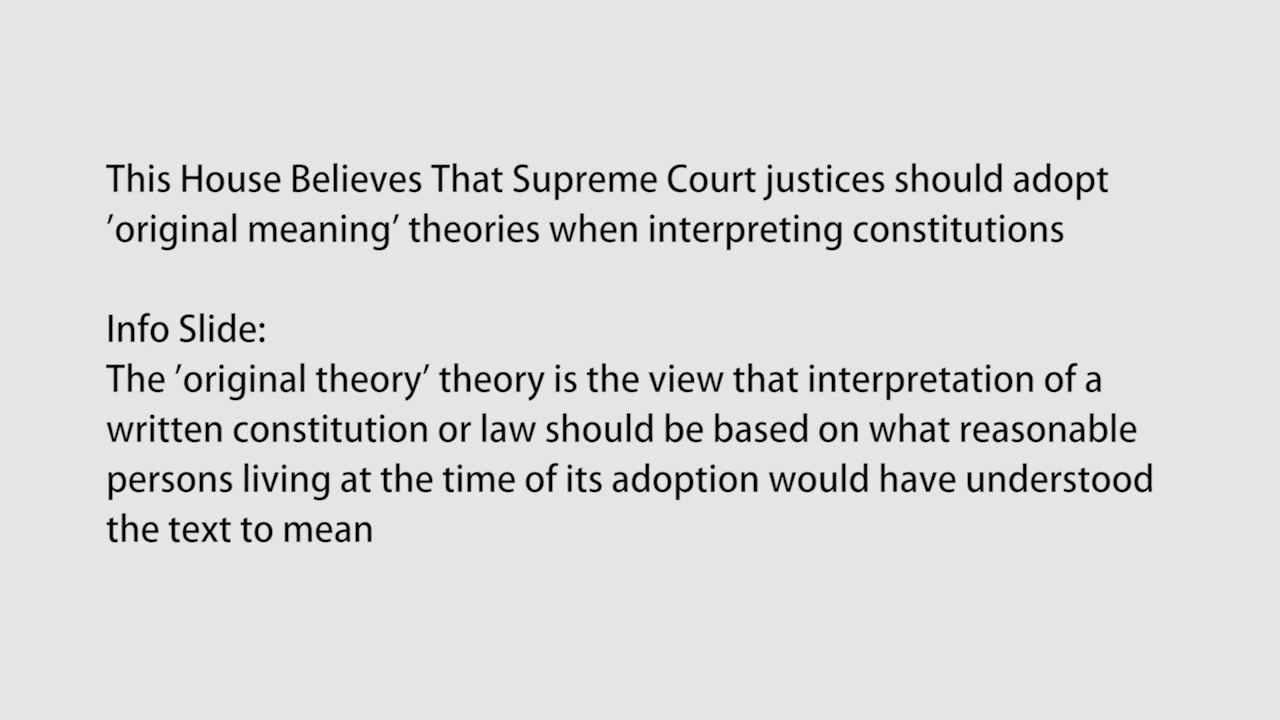 This House Believes That Supreme Court justices should adopt
’original meaning’ theories when interpreting constitutions
Info Slide:
The ’original theory’ theory is the view that interpretation of a
written constitution or law should be based on what reasonable
persons living at the time of its adoption would have understood
the text to mean